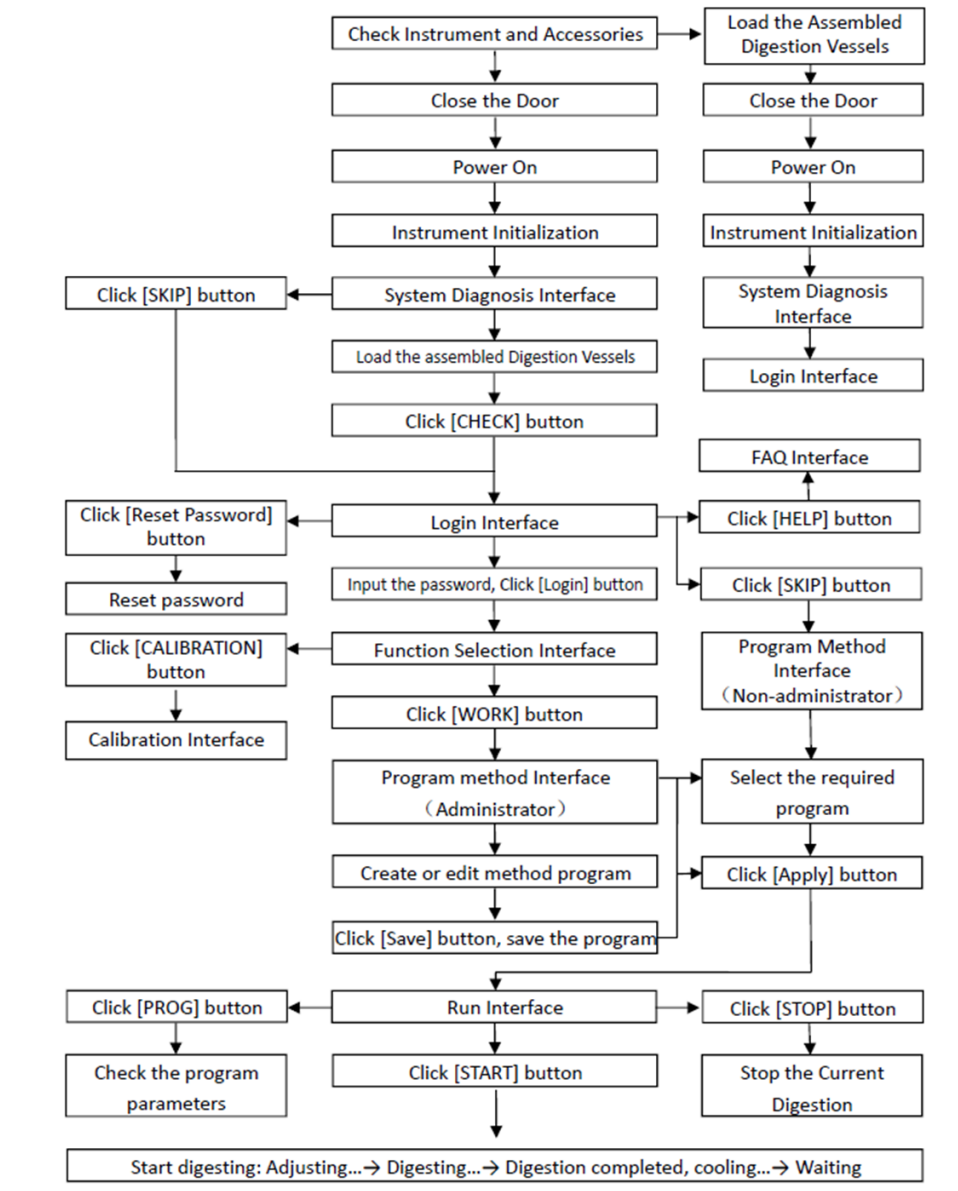 Check Instrument and Accessories
Load the Assembled
Digestion Vessels
Close the Door
Close the Door
Power On
Power On
Instrument Initialization
Instrument Initialization
Click [SKIP] button
System Diagnosis Interface
System Diagnosis
Interface
Load the assembled Digestion Vessels
Login Interface
Click [CHECK] button
FAQ Interface
Click [Reset Password]
button
Login Interface
Click [HELP] button
Reset password
Input the password, Click [Login] button
Click [SKIP] button
Click [CALIBRATION]
button
Function Selection Interface
Program Method
Interface
（Non-administrator）
Calibration Interface
Click [WORK] button
Program method Interface
（Administrator）
Select the required
program
Create or edit method program
Click [Apply] button
Click [Save] button, save the program
Click [PROG] button
Run Interface
Click [STOP] button
Check the program
parameters
Click [START] button
Stop the Current
Digestion
Start digesting: Adjusting…→ Digesting…→ Digestion completed, cooling…→ Waiting